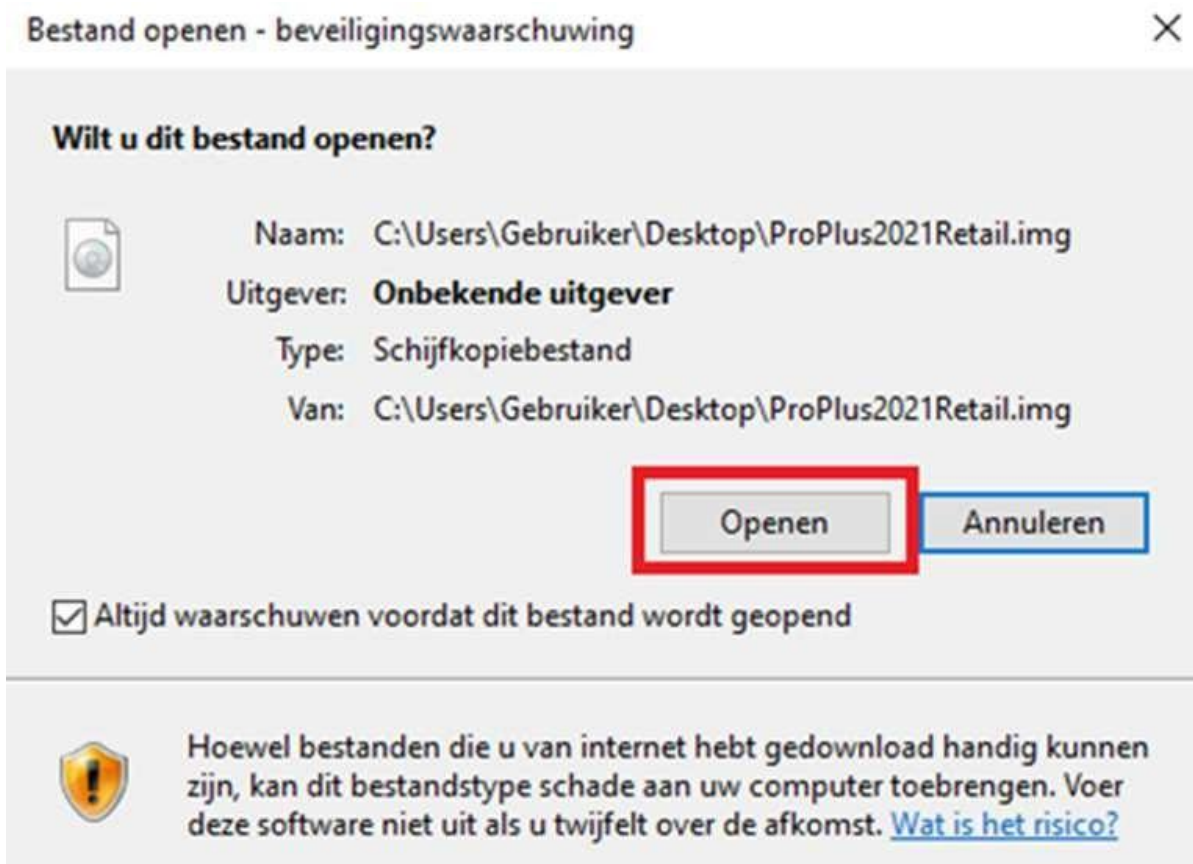 Bestand openen - beveiligingswaarschuwing
Wilt u dit bestand openen?
Naam: C:\Users\Gebruiker\Desktop\ProPlus2021Retail.img
Uitgever: Onbekende uitgever
Type: Schijfkopiebestand
Van: C:\Users\Gebruiker\Desktop\ProPlus2021Retail.img
Openen Annuleren
Altijd waarschuwen voordat dit bestand wordt geopend
Hoewel bestanden die u van internet hebt gedownload handig kunnen
zijn, kan dit bestandstype schade aan uw computer toebrengen. Voer
deze software niet uit als u twijfelt over de afkomst. Wat is het risico?